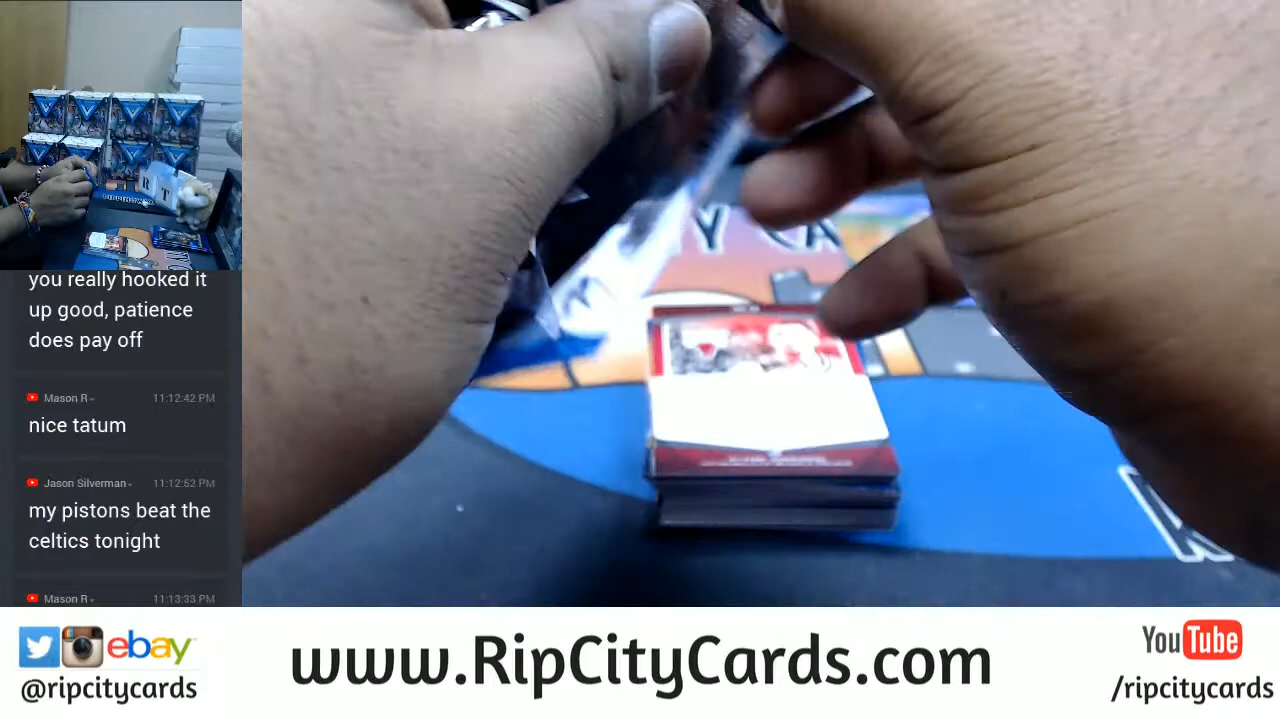 R T
you really hooked it
up good, patience
does pay off
Mason R 11:12:42 PM
nice tatum
Jason Silverman 11:12:52 PM
my pistons beat the
celtics tonight
Mason R 11:13:33 PM
Y CA
ebay
@ripcitycards
www.RipCityCards.com
YouTube
/ripcitycards